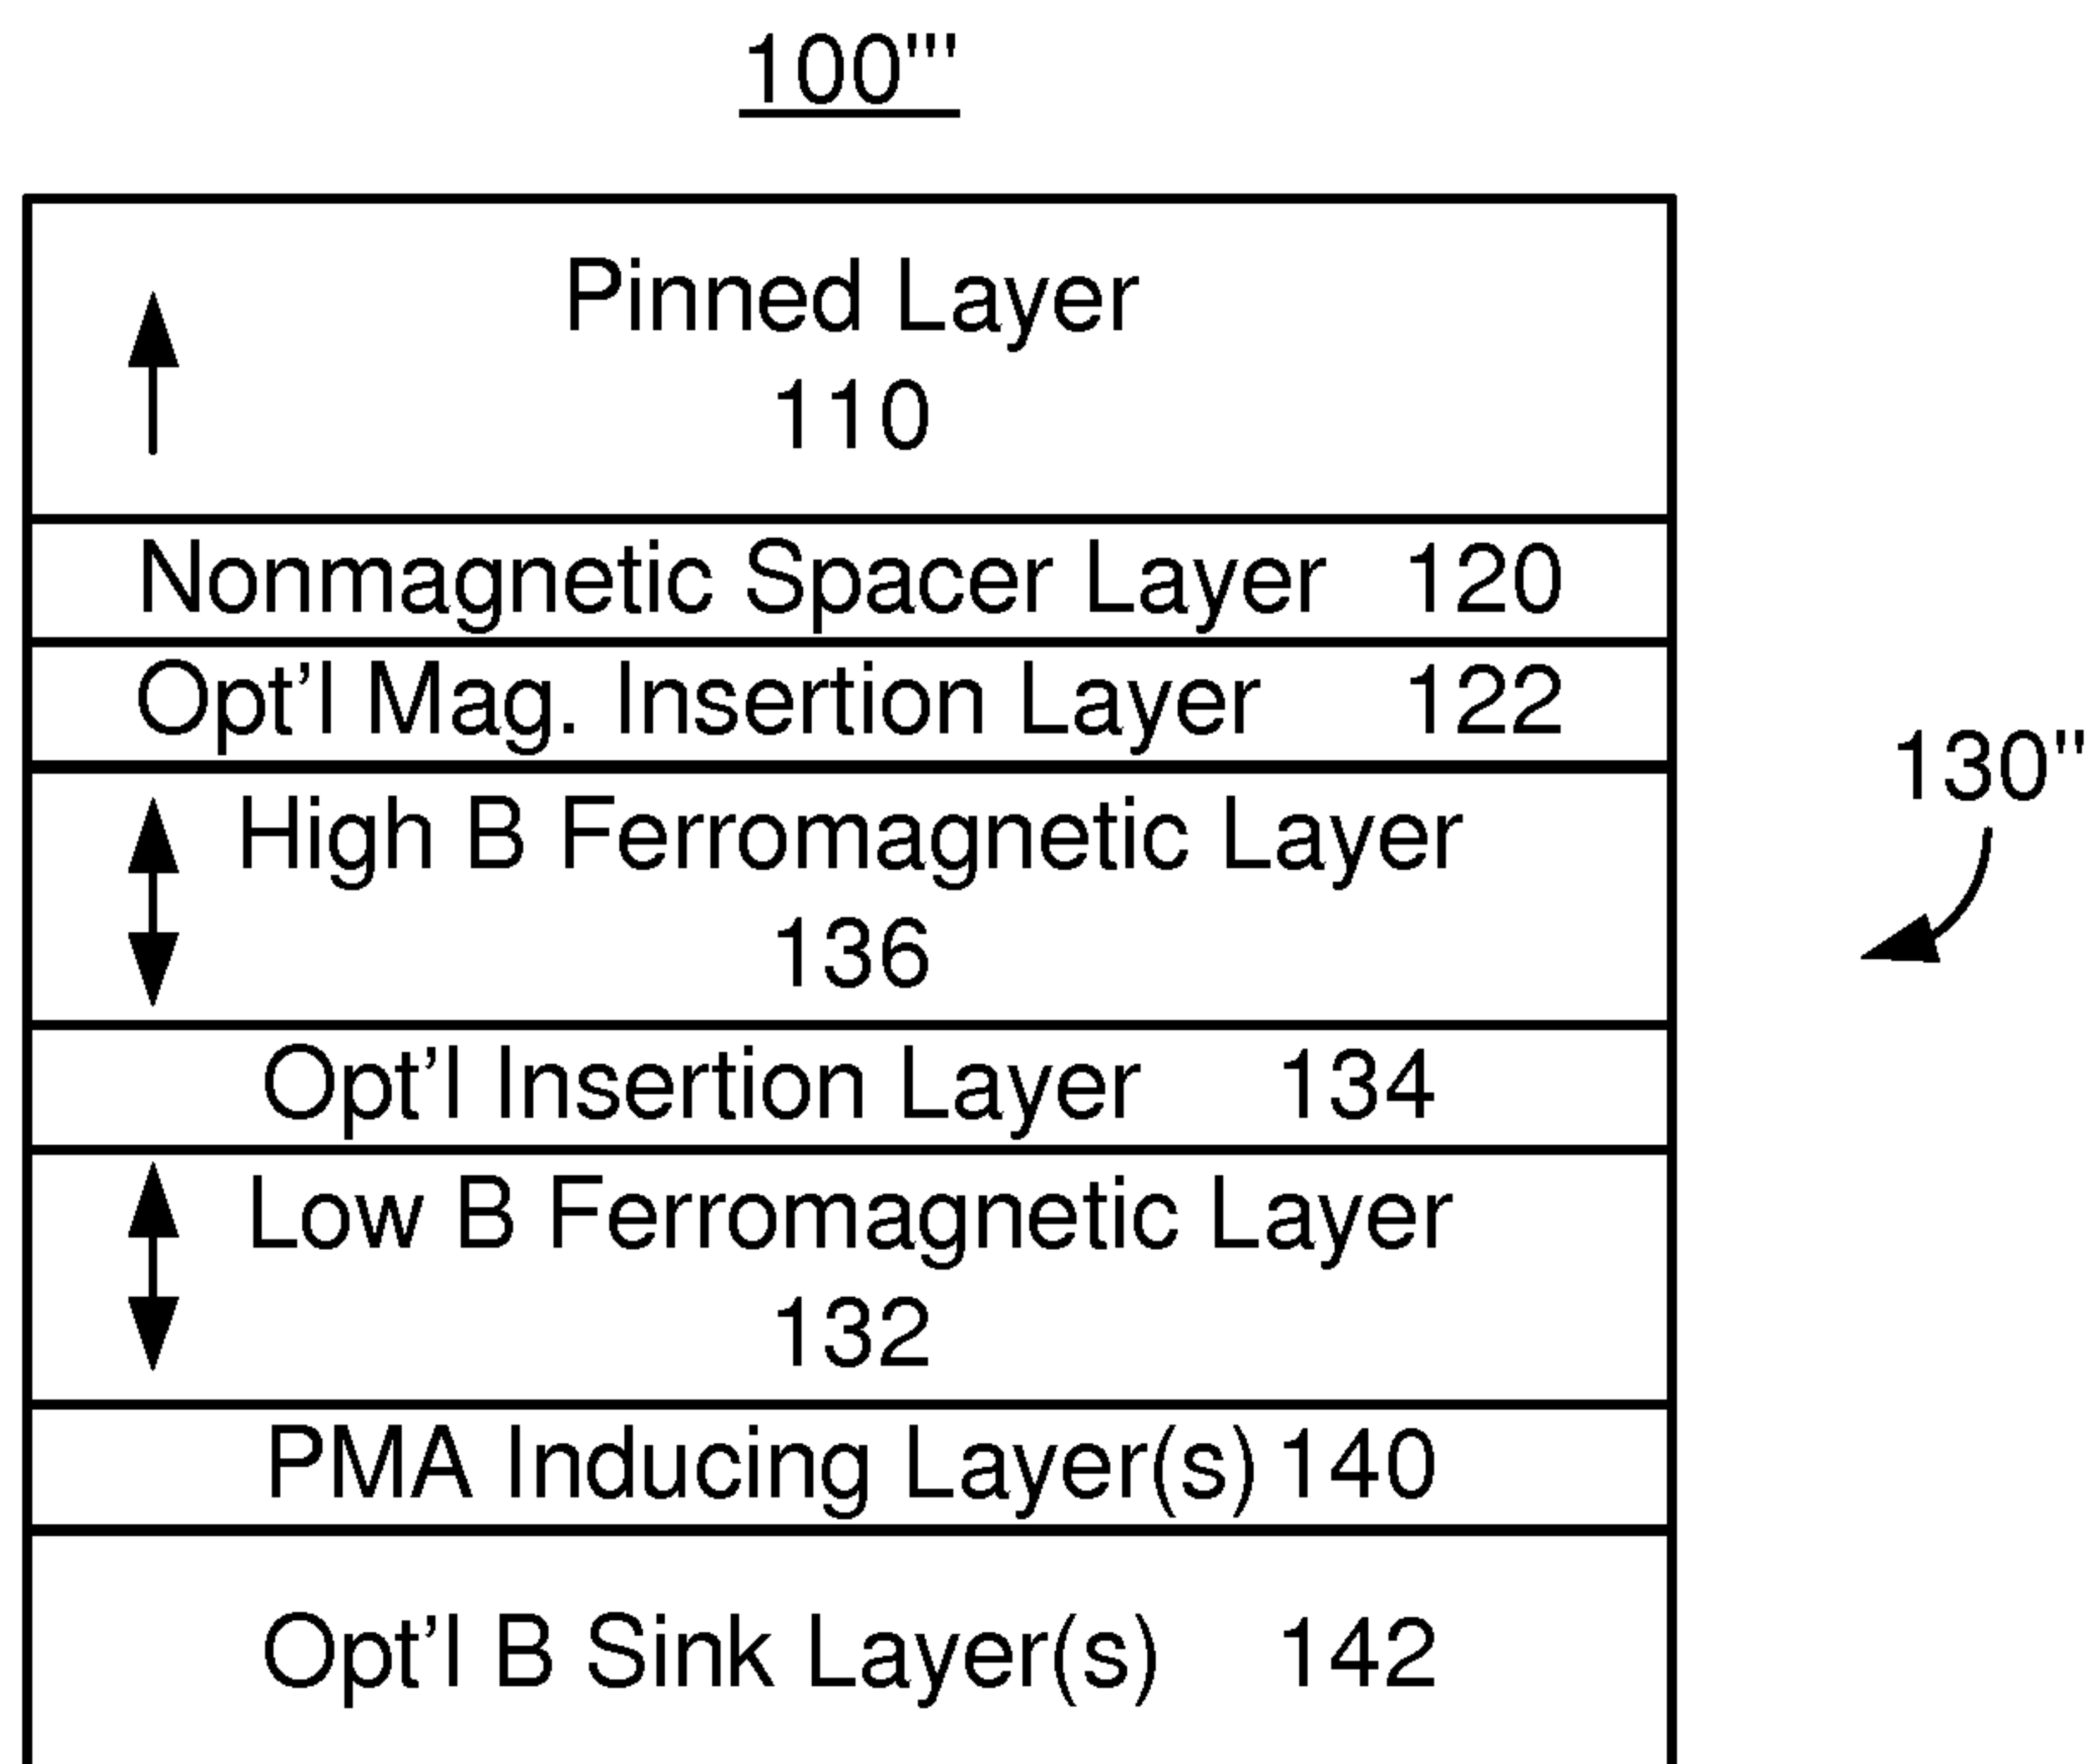 100""
Pinned Layer
110
Nonmagnetic Spacer Layer 120
Opt'l Mag. Insertion Layer 122
High B Ferromagnetic Layer
136
130"
Opt'l Insertion Layer 134
Low B Ferromagnetic Layer
132
PMA Inducing Layer(s) 140
Opt'l B Sink Layer(s) 142